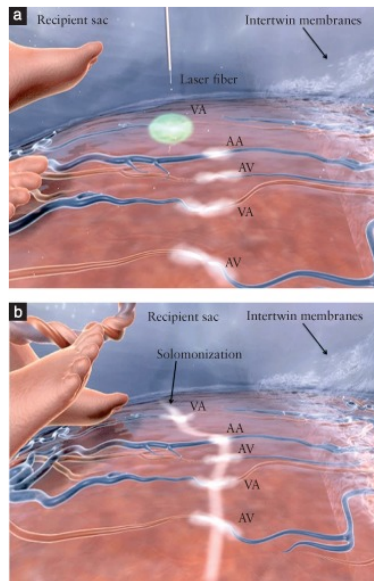 a
Recipient sac
Intertwin membranes
Laser fiber
VA
AA
AV
VA
AV
b
Recipient sac
Intertwin membranes
Solomonization
VA
AA
AV
VA
AV